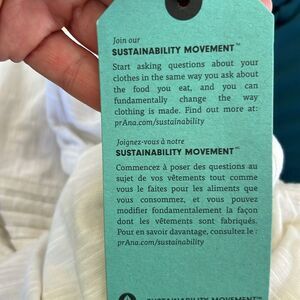 Join our
SUSTAINABILITY MOVEMENT™
Start asking questions about your
clothes in the same way you ask about
the food you eat, and you can
fundamentally change the way
clothing is made. Find out more at:
prAna.com/sustainability
Joignez-vous à notre
SUSTAINABILITY MOVEMENT™
Commencez à poser des questions au
sujet de vos vêtements tout comme
vous le faites pour les aliments que
vous consommez, et vous pouvez
modifier fondamentalement la façon
dont les vêtements sont fabriqués.
Pour en savoir davantage, consultez le :
prAna.com/sustainability
SUSTAINABILITY MOVEMENT™